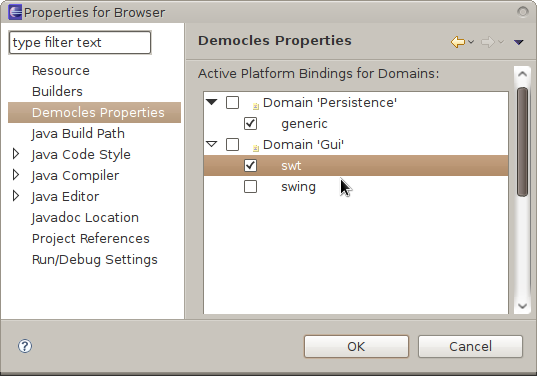 Properties for Browser
type filter text
Resource
Builders
Democles Properties
Java Build Path
Java Code Style
Java Compiler
Java Editor
Javadoc Location
Project References
Run/Debug Settings
Democles Properties
Active Platform Bindings for Domains:
Domain 'Persistence'
generic
Domain 'Gui'
swt
swing
?
OK
Cancel